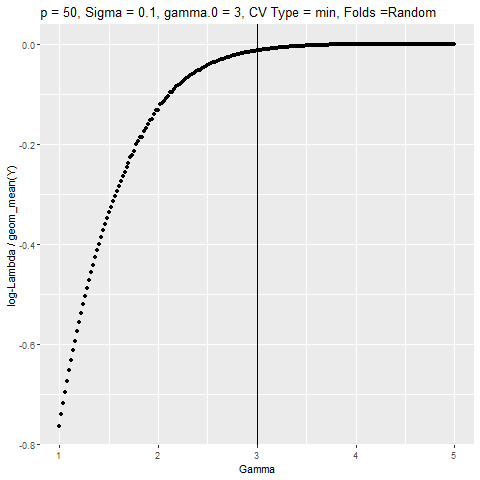 p = 50, Sigma = 0.1, gamma.0 = 3, CV Type = min, Folds =Random
log-Lambda / geom_mean(Y)
0.0
-0.2
-0.4
-0.6
-0.8
1 2 3 4 5
Gamma